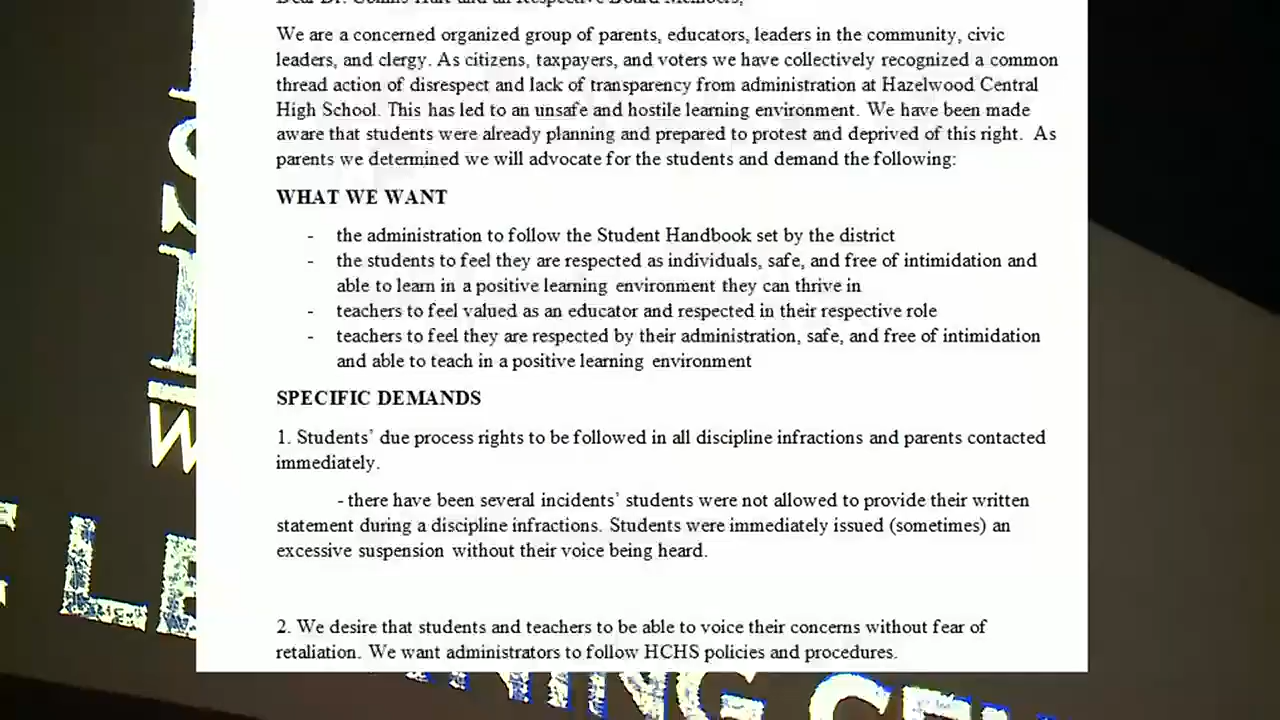 We are a concerned organized group of parents, educators, leaders in the community, civic
leaders, and clergy. As citizens, taxpayers, and voters we have collectively recognized a common
thread action of disrespect and lack of transparency from administration at Hazelwood Central
High School. This has led to an unsafe and hostile learning environment. We have been made
aware that students were already planning and prepared to protest and deprived of this right. As
parents we determined we will advocate for the students and demand the following:
WHAT WE WANT
- the administration to follow the Student Handbook set by the district
- the students to feel they are respected as individuals, safe, and free of intimidation and
able to learn in a positive learning environment they can thrive in
- teachers to feel valued as an educator and respected in their respective role
- teachers to feel they are respected by their administration, safe, and free of intimidation
and able to teach in a positive learning environment
SPECIFIC DEMANDS
1. Students’ due process rights to be followed in all discipline infractions and parents contacted
immediately.
- there have been several incidents’ students were not allowed to provide their written
statement during a discipline infractions. Students were immediately issued (sometimes) an
excessive suspension without their voice being heard.
2. We desire that students and teachers to be able to voice their concerns without fear of
retaliation. We want administrators to follow HCHS policies and procedures.